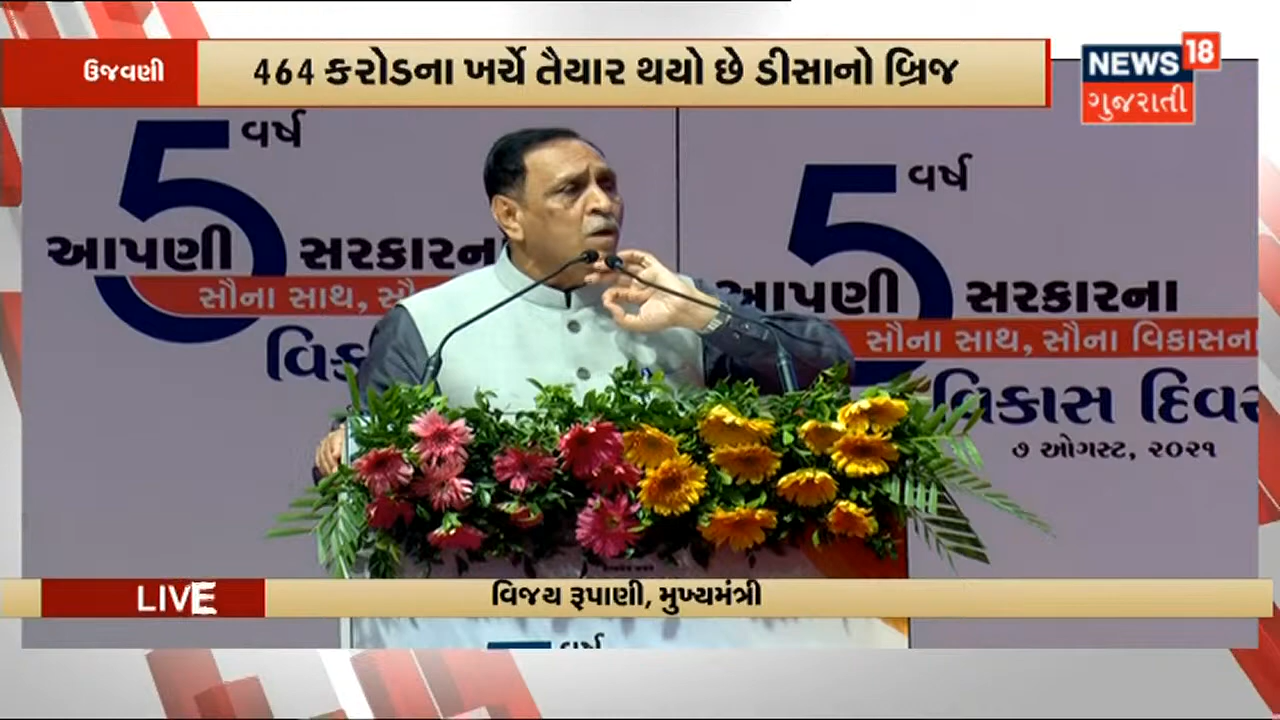 ઉજવણી
464 કરોડના ખર્ચે તૈયાર થયો છે ડીસાનો બ્રિજ
NEWS 18
ગુજરાતી
5 વર્ષ
આપણી સરકારના
સૌના સાથ,
5 વર્ષ
આપણી સરકારના
સૌના સાથ, સૌના વિકાસના
વિકાસ
૭ ઓગસ્ટ, ૨૦૨૧
LIVE
વિજય રૂપાણી, મુખ્યમંત્રી
વર્ષ